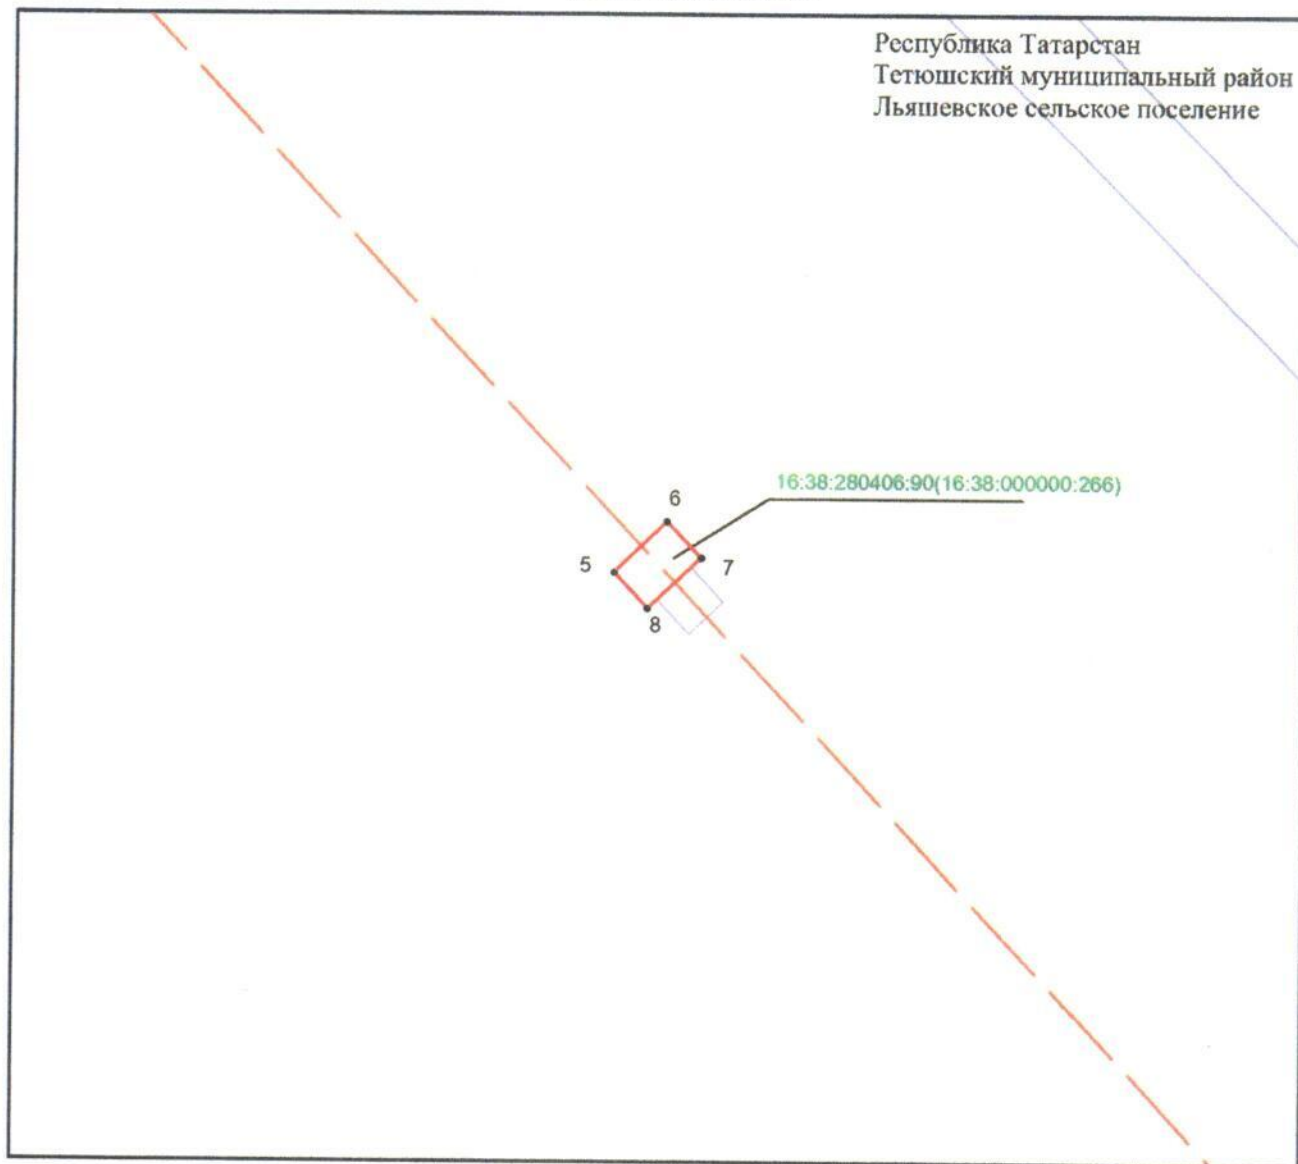 Республика Татарстан
Тетюшский муниципальный район
Льяшевское сельское поселение
16:38:280406:90(16:38:000000:266)
6
5
7
8